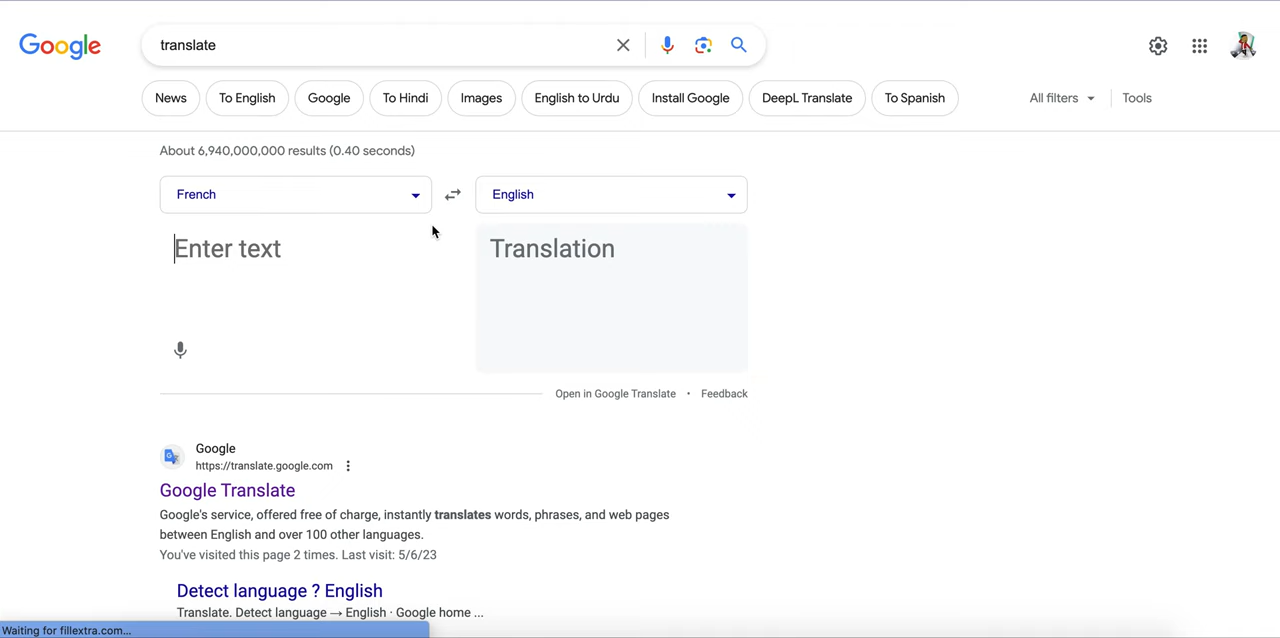 Google
translate
News
To English
Google
To Hindi
Images
English to Urdu
Install Google
DeepL Translate
To Spanish
All filters
Tools
About 6,940,000,000 results (0.40 seconds)
French
English
Enter text
Translation
Open in Google Translate • Feedback
Google
https://translate.google.com
Google Translate
Google's service, offered free of charge, instantly translates words, phrases, and web pages
between English and over 100 other languages.
You've visited this page 2 times. Last visit: 5/6/23
Detect language ? English
Translate. Detect language → English · Google home ...
Waiting for fillextra.com...